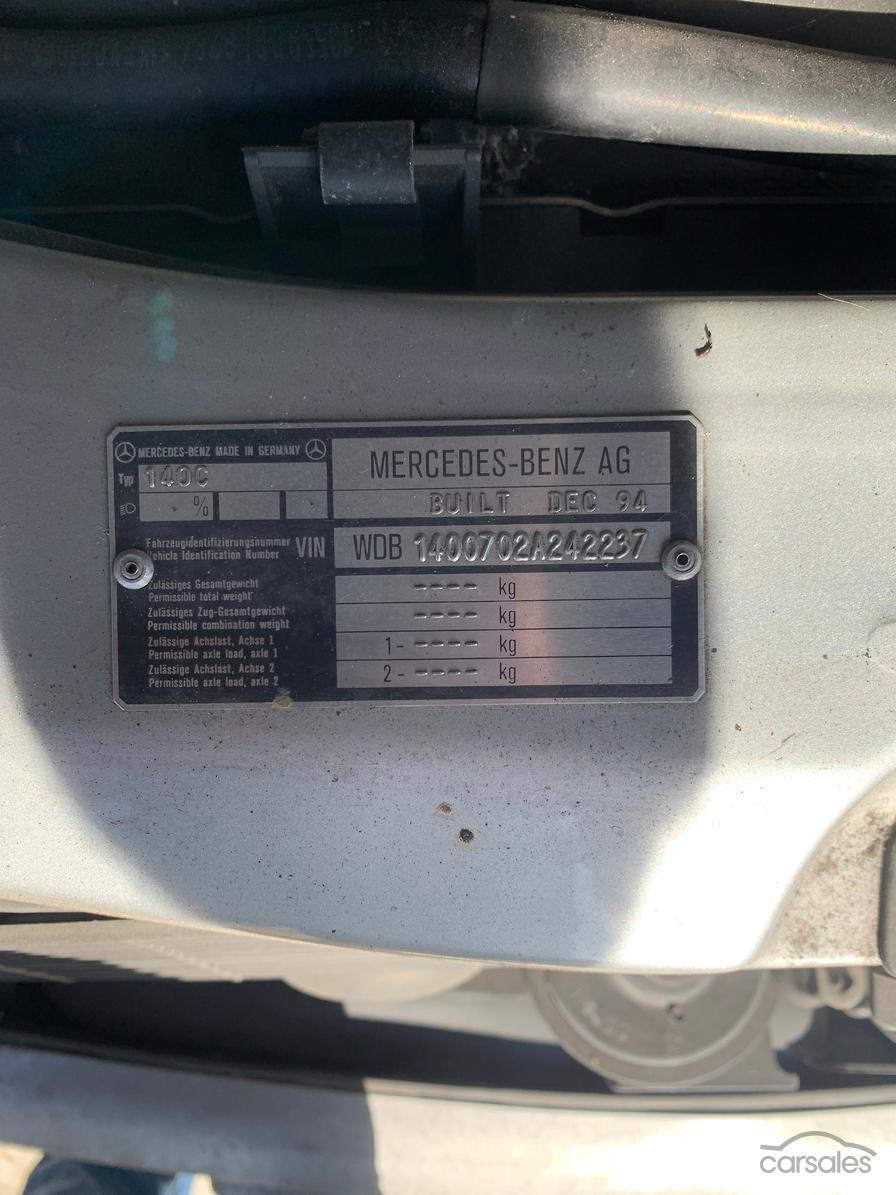 MERCEDES-BENZ MADE IN GERMANY
Typ 140C
%
MERCEDES-BENZ AG
BUILT DEC 94
Fahrzeugidentifizierungsnummer
Vehicle Identification Number VIN
WDB 1400702A242237
Zulässiges Gesamtgewicht
Permissible total weight
---- kg
Zulässiges Zug-Gesamtgewicht
Permissible combination weight
---- kg
Zulässige Achslast, Achse 1
Permissible axle load, axle 1
1- ---- kg
Zulässige Achslast, Achse 2
Permissible axle load, axle 2
2- ---- kg
carsales